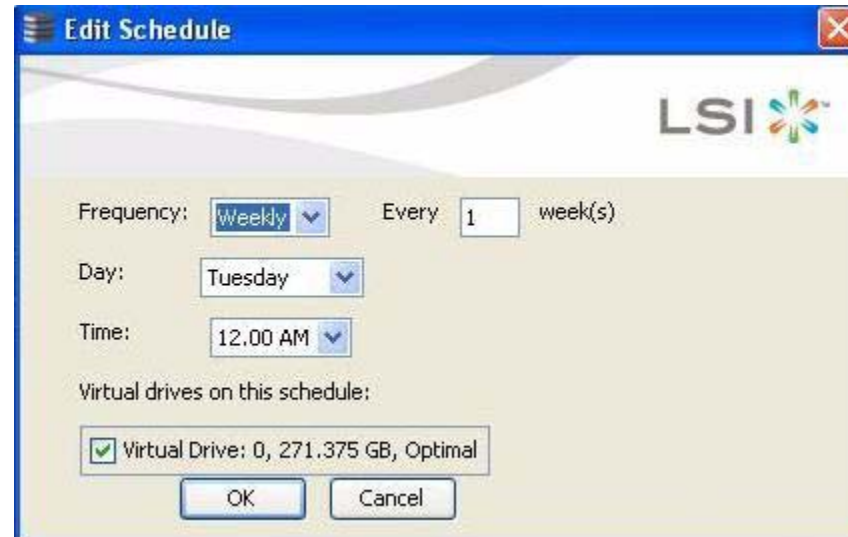 Edit Schedule
LSI
Frequency: Weekly Every 1 week(s)
Day: Tuesday
Time: 12.00 AM
Virtual drives on this schedule:
Virtual Drive: 0, 271.375 GB, Optimal
OK Cancel